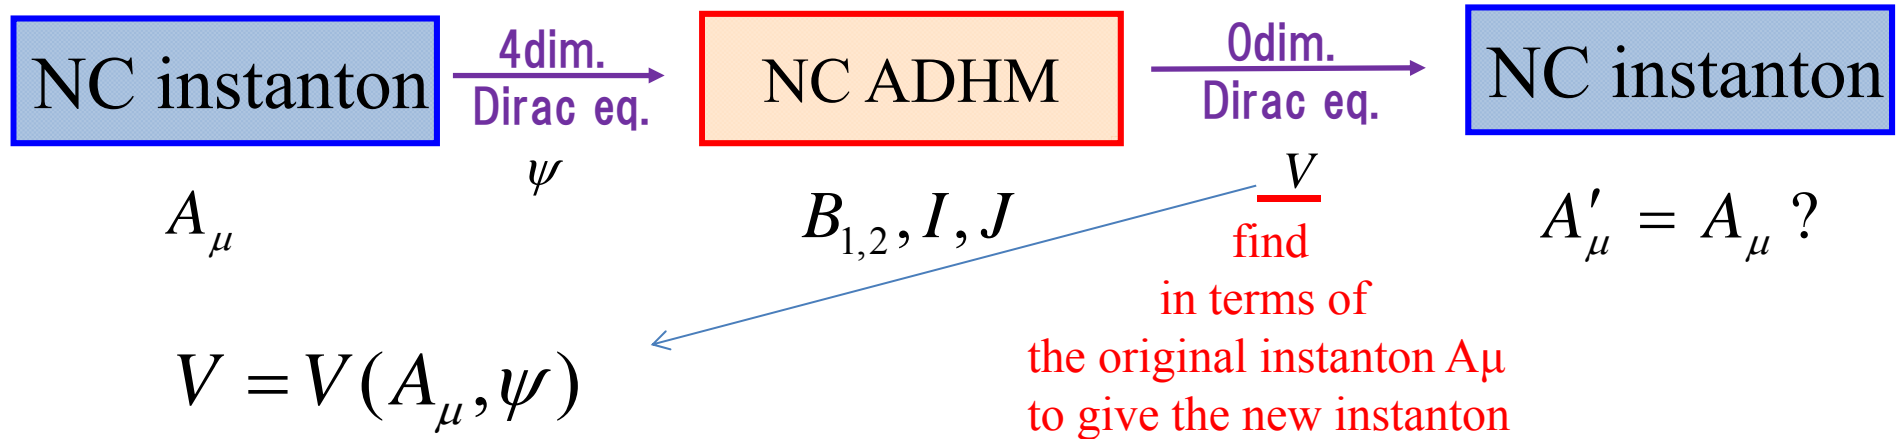 NC instanton
4dim.
Dirac eq.
NC ADHM
0dim.
Dirac eq.
NC instanton
ψ
V
A_μ
B_{1,2}, I, J
find
A′_μ = A_μ ?
in terms of
the original instanton Aμ
to give the new instanton
V = V(A_μ, ψ)